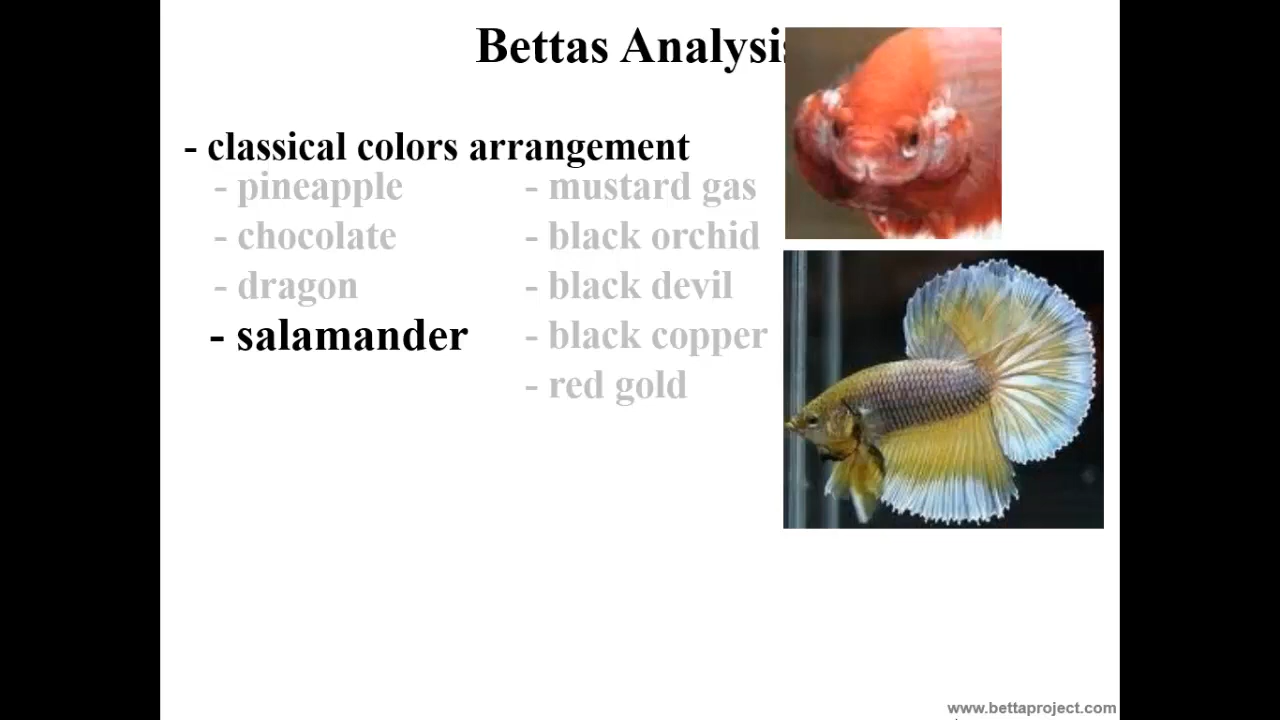 Bettas Analysis
- classical colors arrangement
- pineapple
- chocolate
- dragon
- salamander
- mustard gas
- black orchid
- black devil
- black copper
- red gold
www.bettaproject.com